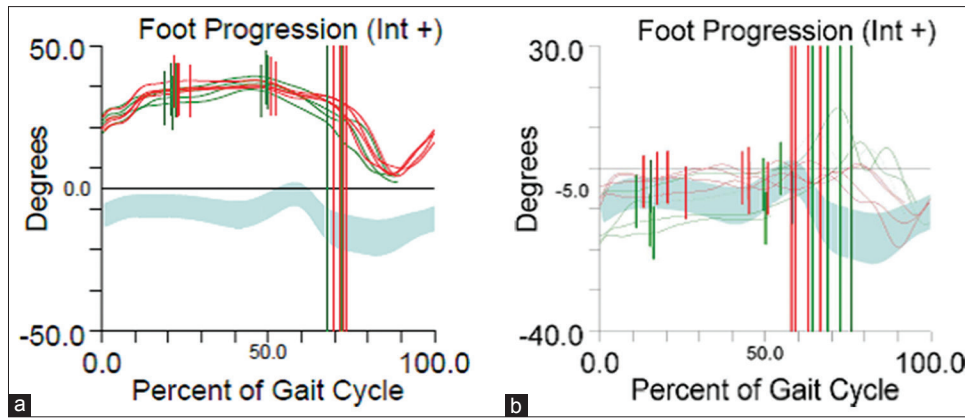 Foot Progression (Int +)
50.0
0.0
-50.0
Degrees
0.0
50.0
100.0
Percent of Gait Cycle
a
Foot Progression (Int +)
30.0
-5.0
-40.0
Degrees
0.0
50.0
100.0
Percent of Gait Cycle
b